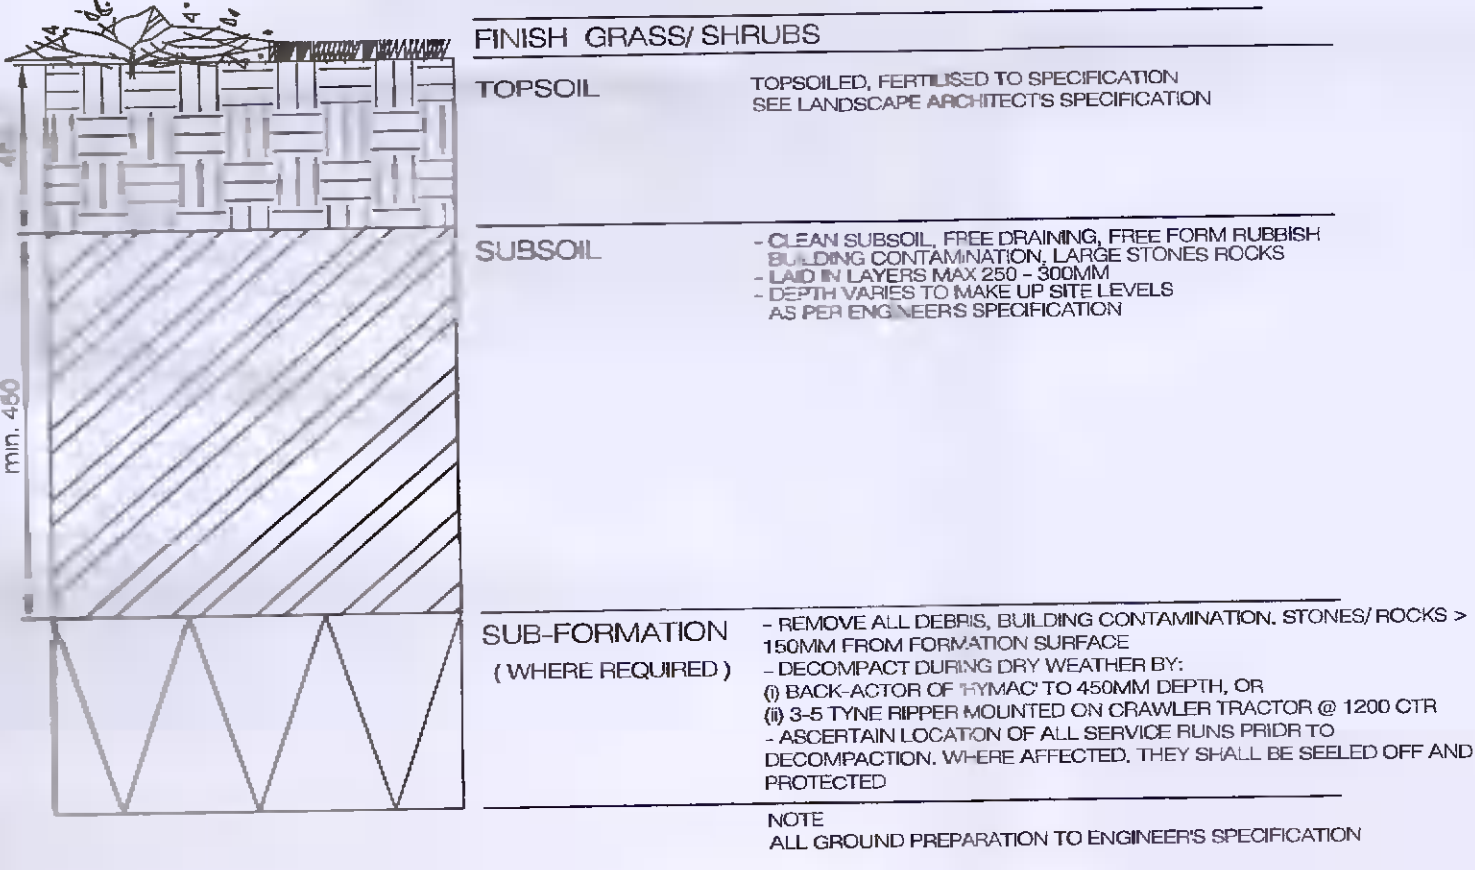 FINISH GRASS/ SHRUBS
TOPSOIL
TOPSOILED, FERTILISED TO SPECIFICATION
SEE LANDSCAPE ARCHITECT'S SPECIFICATION
SUBSOIL
- CLEAN SUBSOIL, FREE DRAINING, FREE FORM RUBBISH
BUILDING CONTAMINATION, LARGE STONES ROCKS
- LAID IN LAYERS MAX 250 - 300MM
- DEPTH VARIES TO MAKE UP SITE LEVELS
AS PER ENGINEERS SPECIFICATION
min. 450
SUB-FORMATION
( WHERE REQUIRED )
- REMOVE ALL DEBRIS, BUILDING CONTAMINATION. STONES/ ROCKS >
150MM FROM FORMATION SURFACE
- DECOMPACT DURING DRY WEATHER BY:
(i) BACK-ACTOR OF 'HYMAC' TO 450MM DEPTH, OR
(ii) 3-5 TYNE RIPPER MOUNTED ON CRAWLER TRACTOR @ 1200 CTR
- ASCERTAIN LOCATION OF ALL SERVICE RUNS PRIOR TO
DECOMPACTION. WHERE AFFECTED. THEY SHALL BE SEELED OFF AND
PROTECTED
NOTE
ALL GROUND PREPARATION TO ENGINEER'S SPECIFICATION